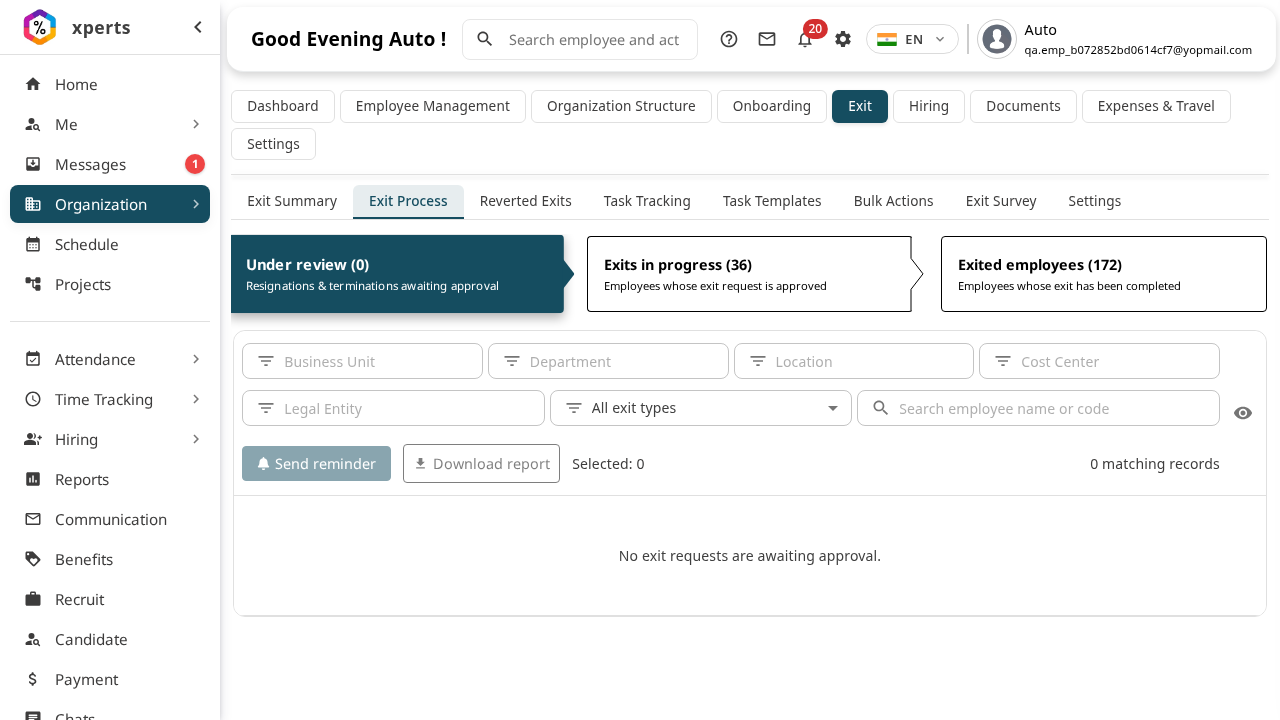 xperts
Home
Me
Messages
1
Organization
Schedule
Projects
Attendance
Time Tracking
Hiring
Reports
Communication
Benefits
Recruit
Candidate
Payment
Chats
Good Evening Auto !
Search employee and act
20
EN
Auto
qa.emp_b072852bd0614cf7@yopmail.com
Dashboard
Employee Management
Organization Structure
Onboarding
Exit
Hiring
Documents
Expenses & Travel
Settings
Exit Summary
Exit Process
Reverted Exits
Task Tracking
Task Templates
Bulk Actions
Exit Survey
Settings
Under review (0)
Resignations & terminations awaiting approval
Exits in progress (36)
Employees whose exit request is approved
Exited employees (172)
Employees whose exit has been completed
Business Unit
Department
Location
Cost Center
Legal Entity
All exit types
Search employee name or code
Send reminder
Download report
Selected: 0
0 matching records
No exit requests are awaiting approval.